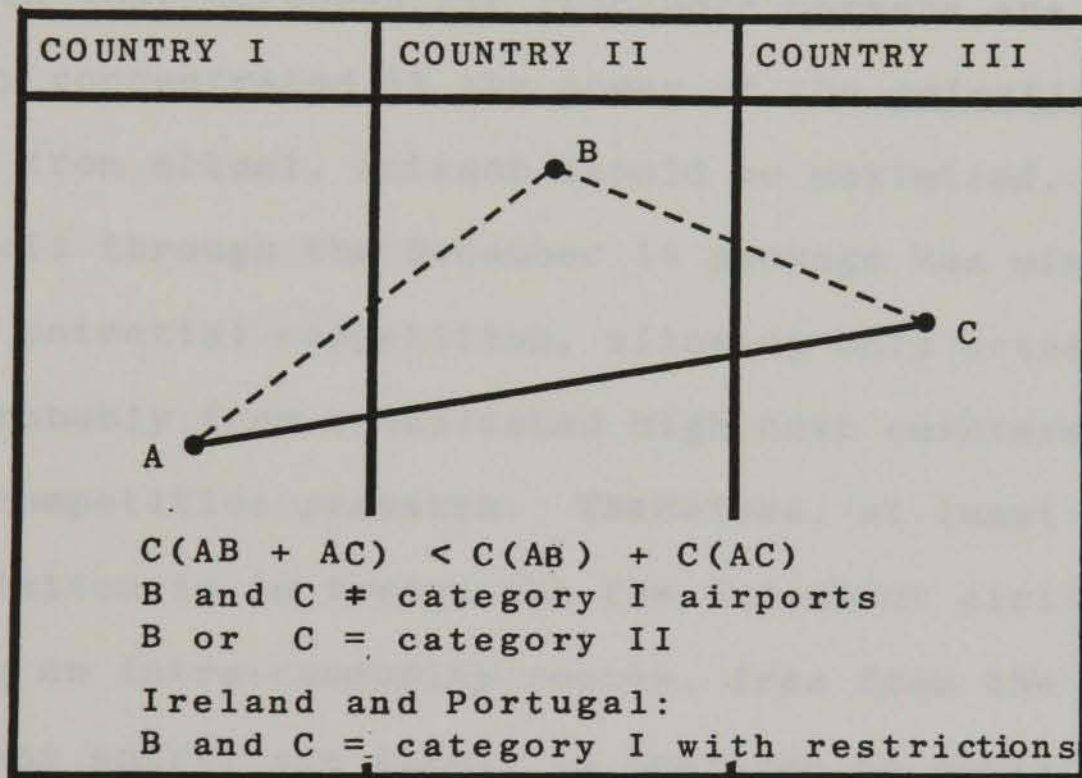 COUNTRY I COUNTRY II COUNTRY III
B
C
A
C(AB + AC) < C(AB) + C(AC)
B and C ≠ category I airports
B or C = category II
Ireland and Portugal:
B and C = category I with restrictions